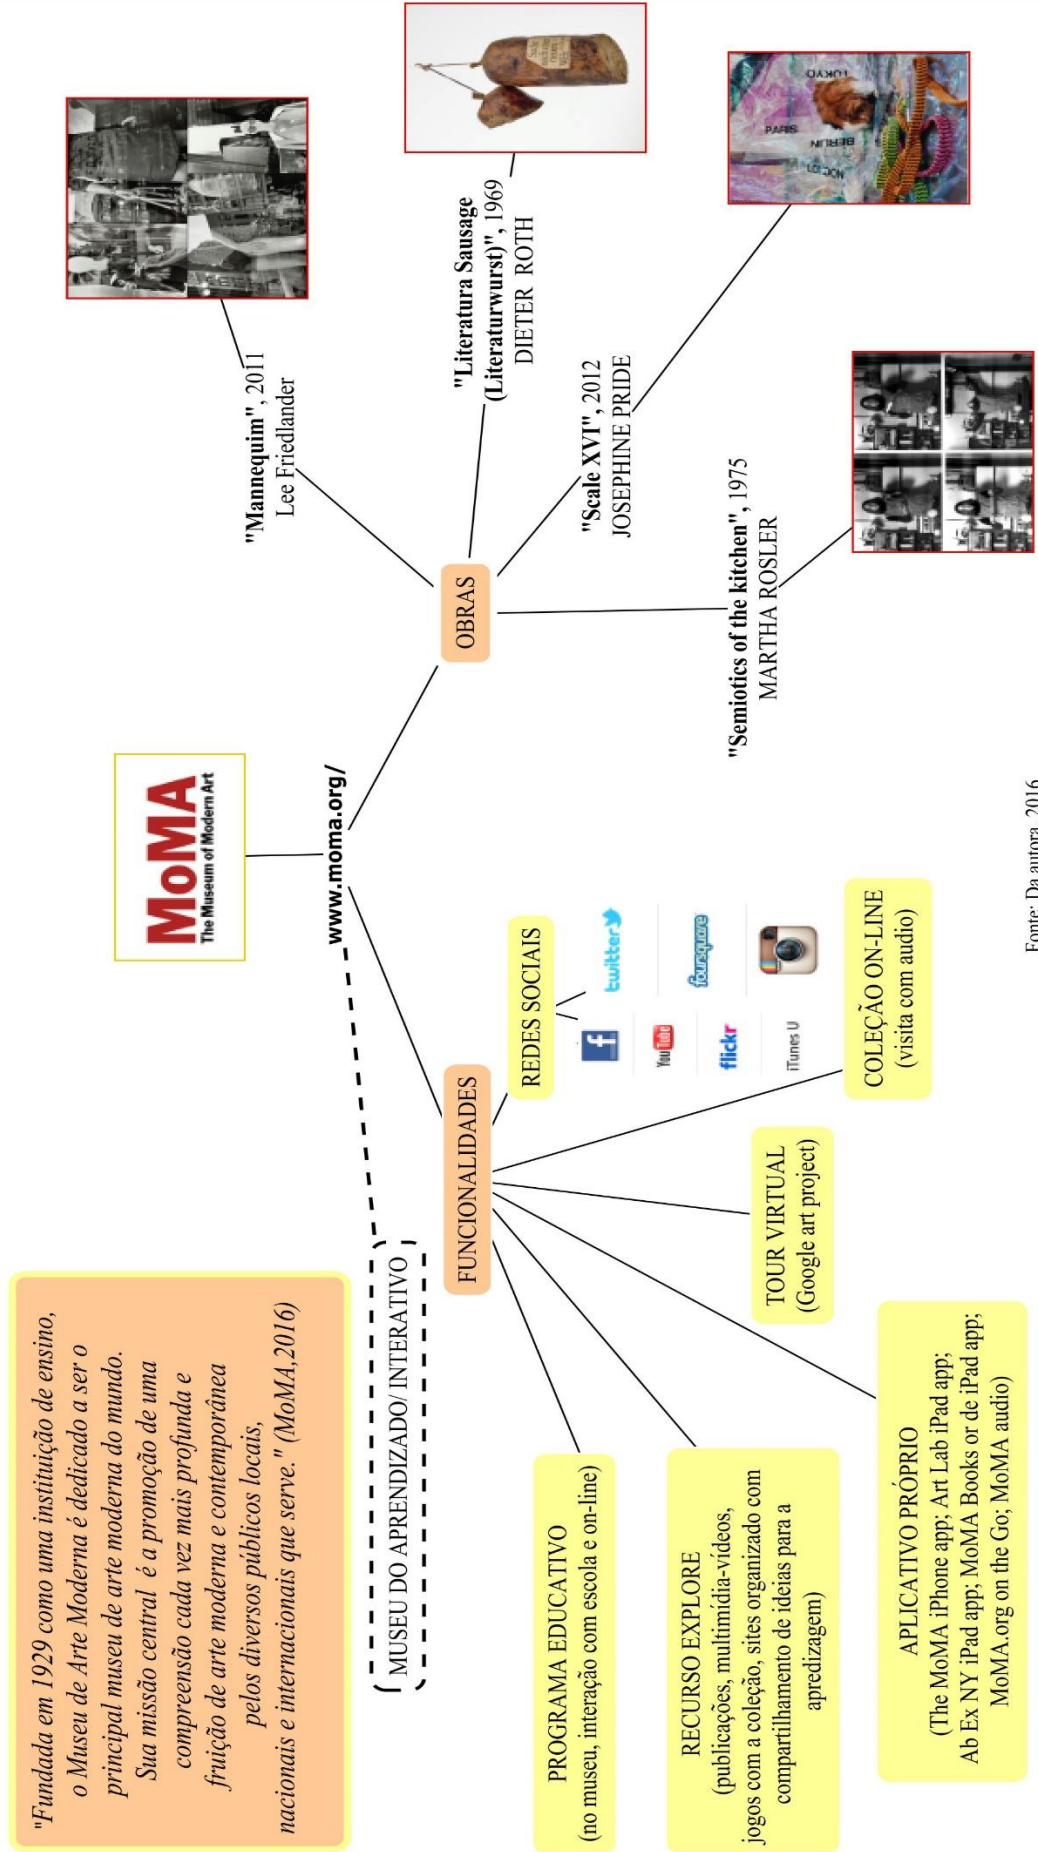 "Fundada em 1929 como uma instituição de ensino,
o Museu de Arte Moderna é dedicado a ser o
principal museu de arte moderna do mundo.
Sua missão central é a promoção de uma
compreensão cada vez mais profunda e
fruição de arte moderna e contemporânea
pelos diversos públicos locais,
nacionais e internacionais que serve." (MoMA,2016)
MoMA
The Museum of Modern Art
www.moma.org/
MUSEU DO APRENDIZADO/ INTERATIVO
FUNCIONALIDADES
PROGRAMA EDUCATIVO
(no museu, interação com escola e on-line)
RECURSO EXPLORE
(publicações, multimídia-vídeos,
jogos com a coleção, sites organizado com
compartilhamento de ideias para a
apredizagem)
APLICATIVO PRÓPRIO
(The MoMA iPhone app; Art Lab iPad app;
Ab Ex NY iPad app; MoMA Books or de iPad app;
MoMA.org on the Go; MoMA audio)
TOUR VIRTUAL
(Google art project)
COLEÇÃO ON-LINE
(visita com audio)
REDES SOCIAIS
f
twitter
YouTube
foursquare
flickr
iTunes U
OBRAS
"Mannequim", 2011
Lee Friedlander
"Literatura Sausage
(Literaturwurst)", 1969
DIETER ROTH
"Scale XVI", 2012
JOSEPHINE PRIDE
TOKYO
PARIS
BERLIN
"Semiotics of the kitchen", 1975
MARTHA ROSLER
Fonte: Da autora, 2016